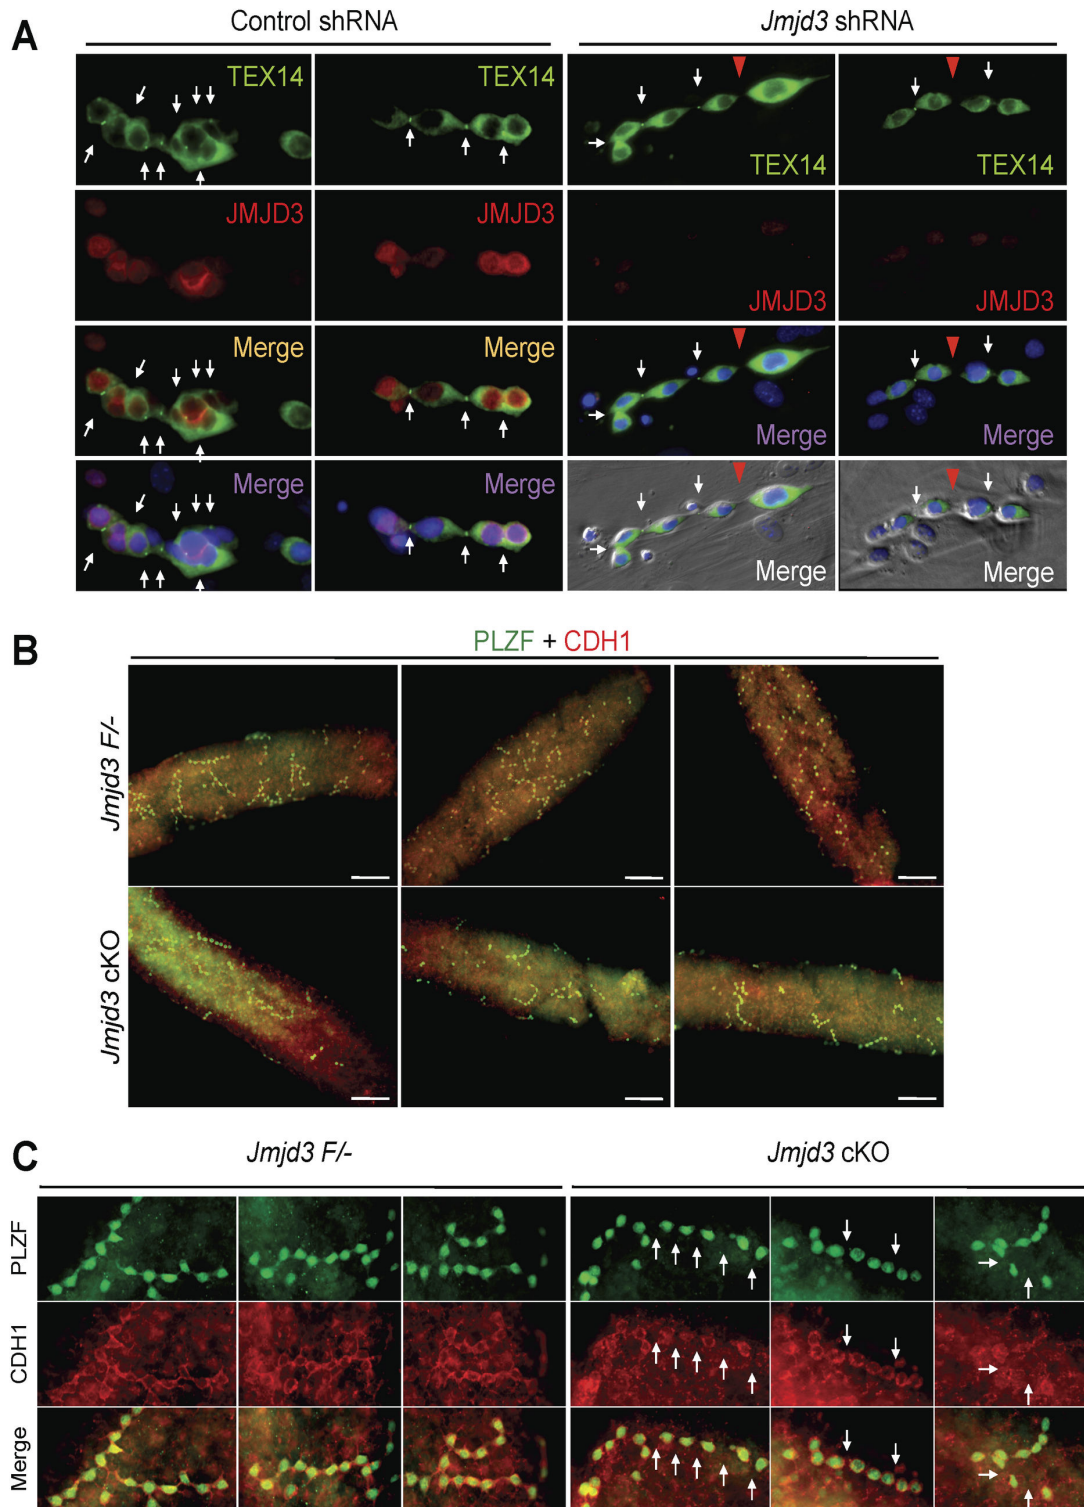 A
Control shRNA
Jmjd3 shRNA
TEX14
TEX14
TEX14
TEX14
JMJD3
JMJD3
JMJD3
JMJD3
Merge
Merge
Merge
Merge
Merge
Merge
Merge
Merge
B
PLZF + CDH1
Jmjd3 F/-
Jmjd3 cKO
C
Jmjd3 F/-
Jmjd3 cKO
PLZF
CDH1
Merge